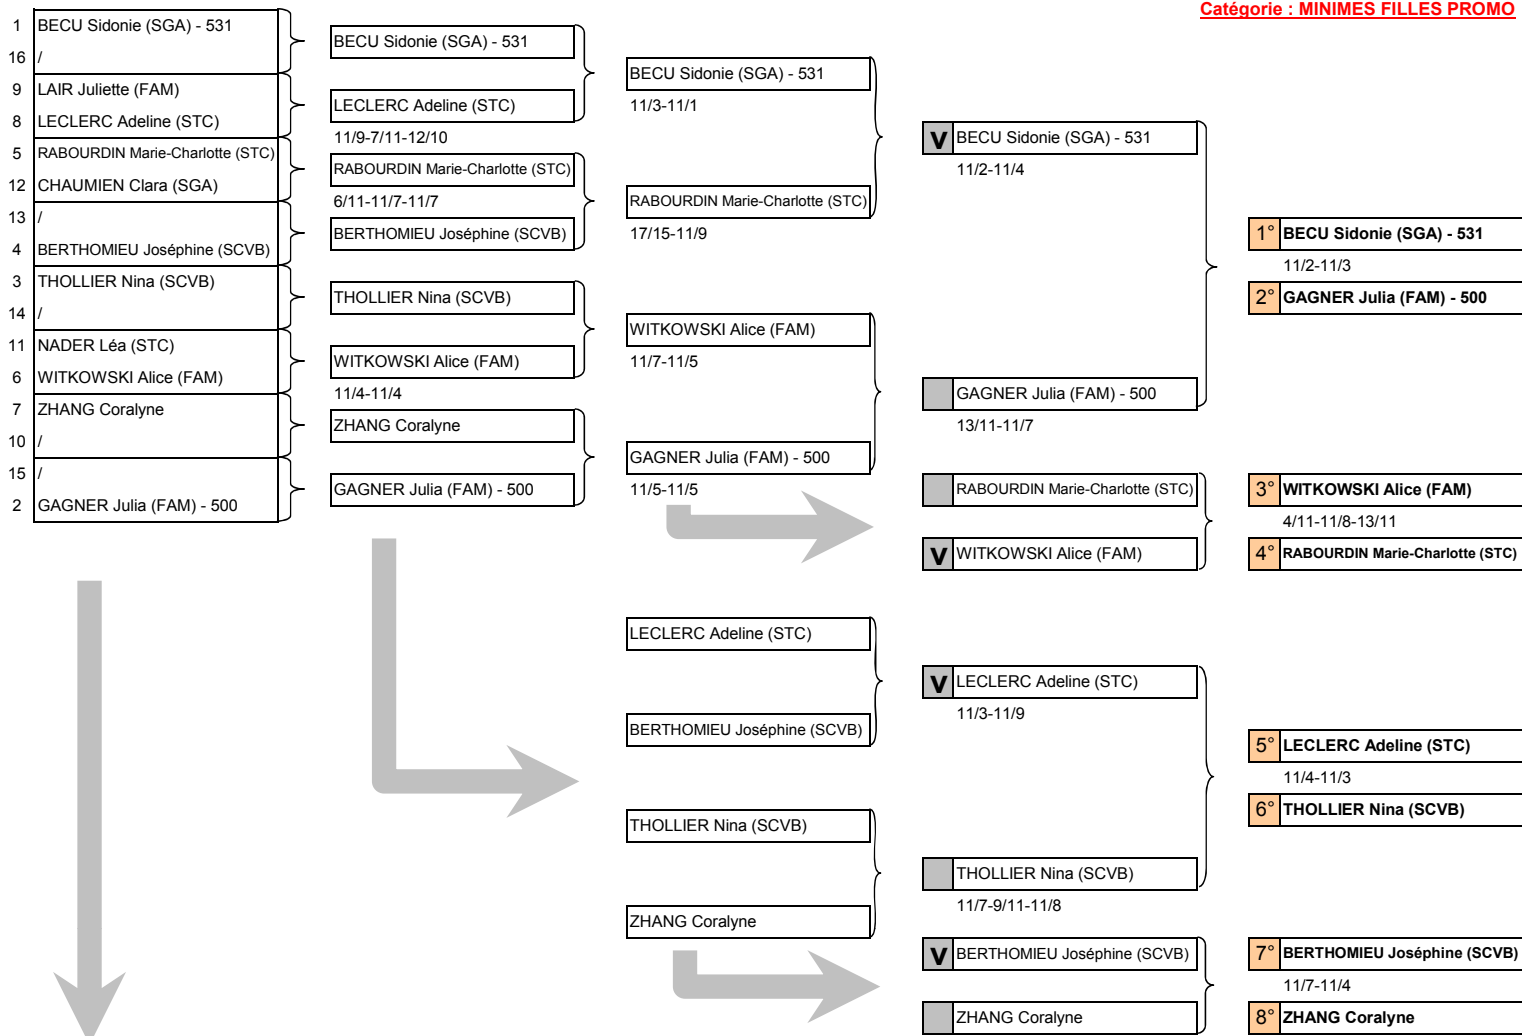 Catégorie : MINIMES FILLES PROMO
1 BECU Sidonie (SGA) - 531
16 /
9 LAIR Juliette (FAM)
8 LECLERC Adeline (STC)
5 RABOURDIN Marie-Charlotte (STC)
12 CHAUMIEN Clara (SGA)
13 /
4 BERTHOMIEU Joséphine (SCVB)
3 THOLLIER Nina (SCVB)
14 /
11 NADER Léa (STC)
6 WITKOWSKI Alice (FAM)
7 ZHANG Coralyne
10 /
15 /
2 GAGNER Julia (FAM) - 500
BECU Sidonie (SGA) - 531
LECLERC Adeline (STC)
11/9-7/11-12/10
RABOURDIN Marie-Charlotte (STC)
6/11-11/7-11/7
BERTHOMIEU Joséphine (SCVB)
THOLLIER Nina (SCVB)
WITKOWSKI Alice (FAM)
11/4-11/4
ZHANG Coralyne
GAGNER Julia (FAM) - 500
BECU Sidonie (SGA) - 531
11/3-11/1
RABOURDIN Marie-Charlotte (STC)
17/15-11/9
WITKOWSKI Alice (FAM)
11/7-11/5
GAGNER Julia (FAM) - 500
11/5-11/5
LECLERC Adeline (STC)
BERTHOMIEU Joséphine (SCVB)
THOLLIER Nina (SCVB)
ZHANG Coralyne
V BECU Sidonie (SGA) - 531
11/2-11/4
GAGNER Julia (FAM) - 500
13/11-11/7
RABOURDIN Marie-Charlotte (STC)
V WITKOWSKI Alice (FAM)
V LECLERC Adeline (STC)
11/3-11/9
THOLLIER Nina (SCVB)
11/7-9/11-11/8
V BERTHOMIEU Joséphine (SCVB)
ZHANG Coralyne
1° BECU Sidonie (SGA) - 531
11/2-11/3
2° GAGNER Julia (FAM) - 500
3° WITKOWSKI Alice (FAM)
4/11-11/8-13/11
4° RABOURDIN Marie-Charlotte (STC)
5° LECLERC Adeline (STC)
11/4-11/3
6° THOLLIER Nina (SCVB)
7° BERTHOMIEU Joséphine (SCVB)
11/7-11/4
8° ZHANG Coralyne